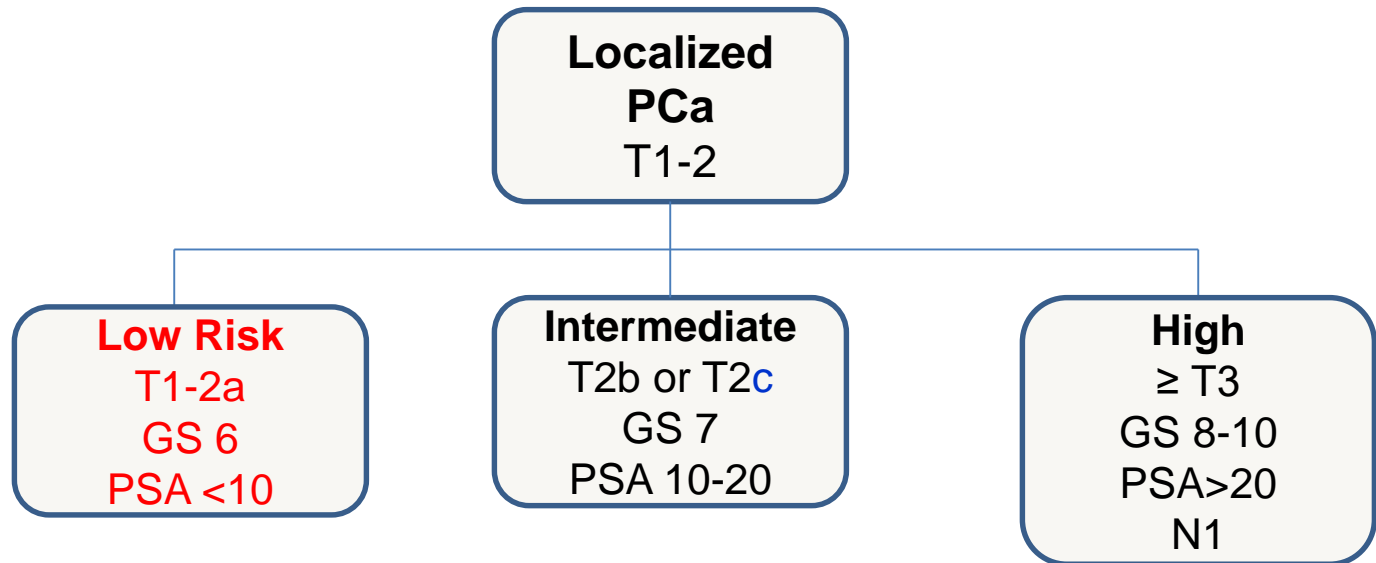 Localized
PCa
T1-2
Low Risk
T1-2a
GS 6
PSA <10
Intermediate
T2b or T2c
GS 7
PSA 10-20
High
≥ T3
GS 8-10
PSA>20
N1